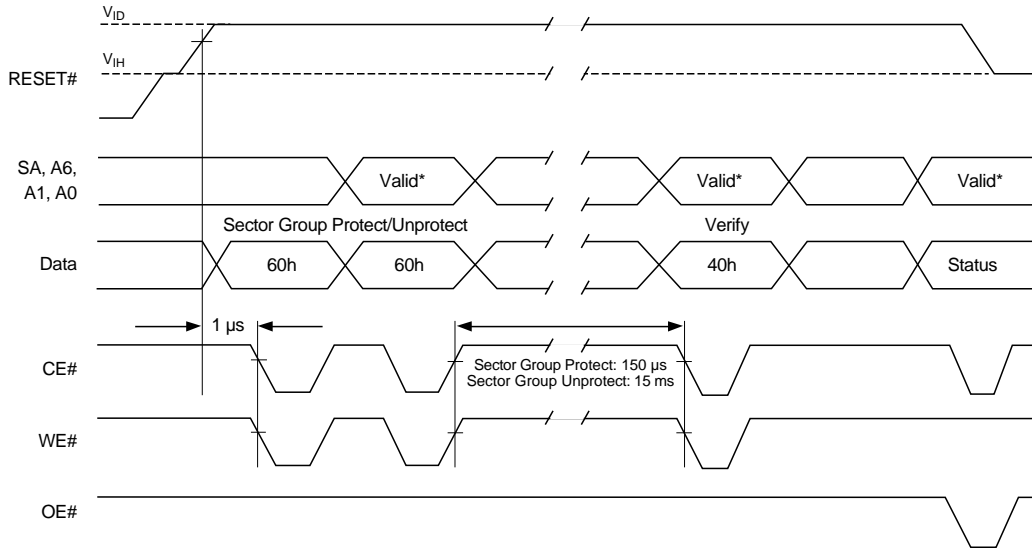 VID
VIH
RESET#
SA, A6,
A1, A0
Valid*
Valid*
Valid*
Sector Group Protect/Unprotect
Verify
Data
60h
60h
40h
Status
1 µs
CE#
Sector Group Protect: 150 µs
Sector Group Unprotect: 15 ms
WE#
OE#